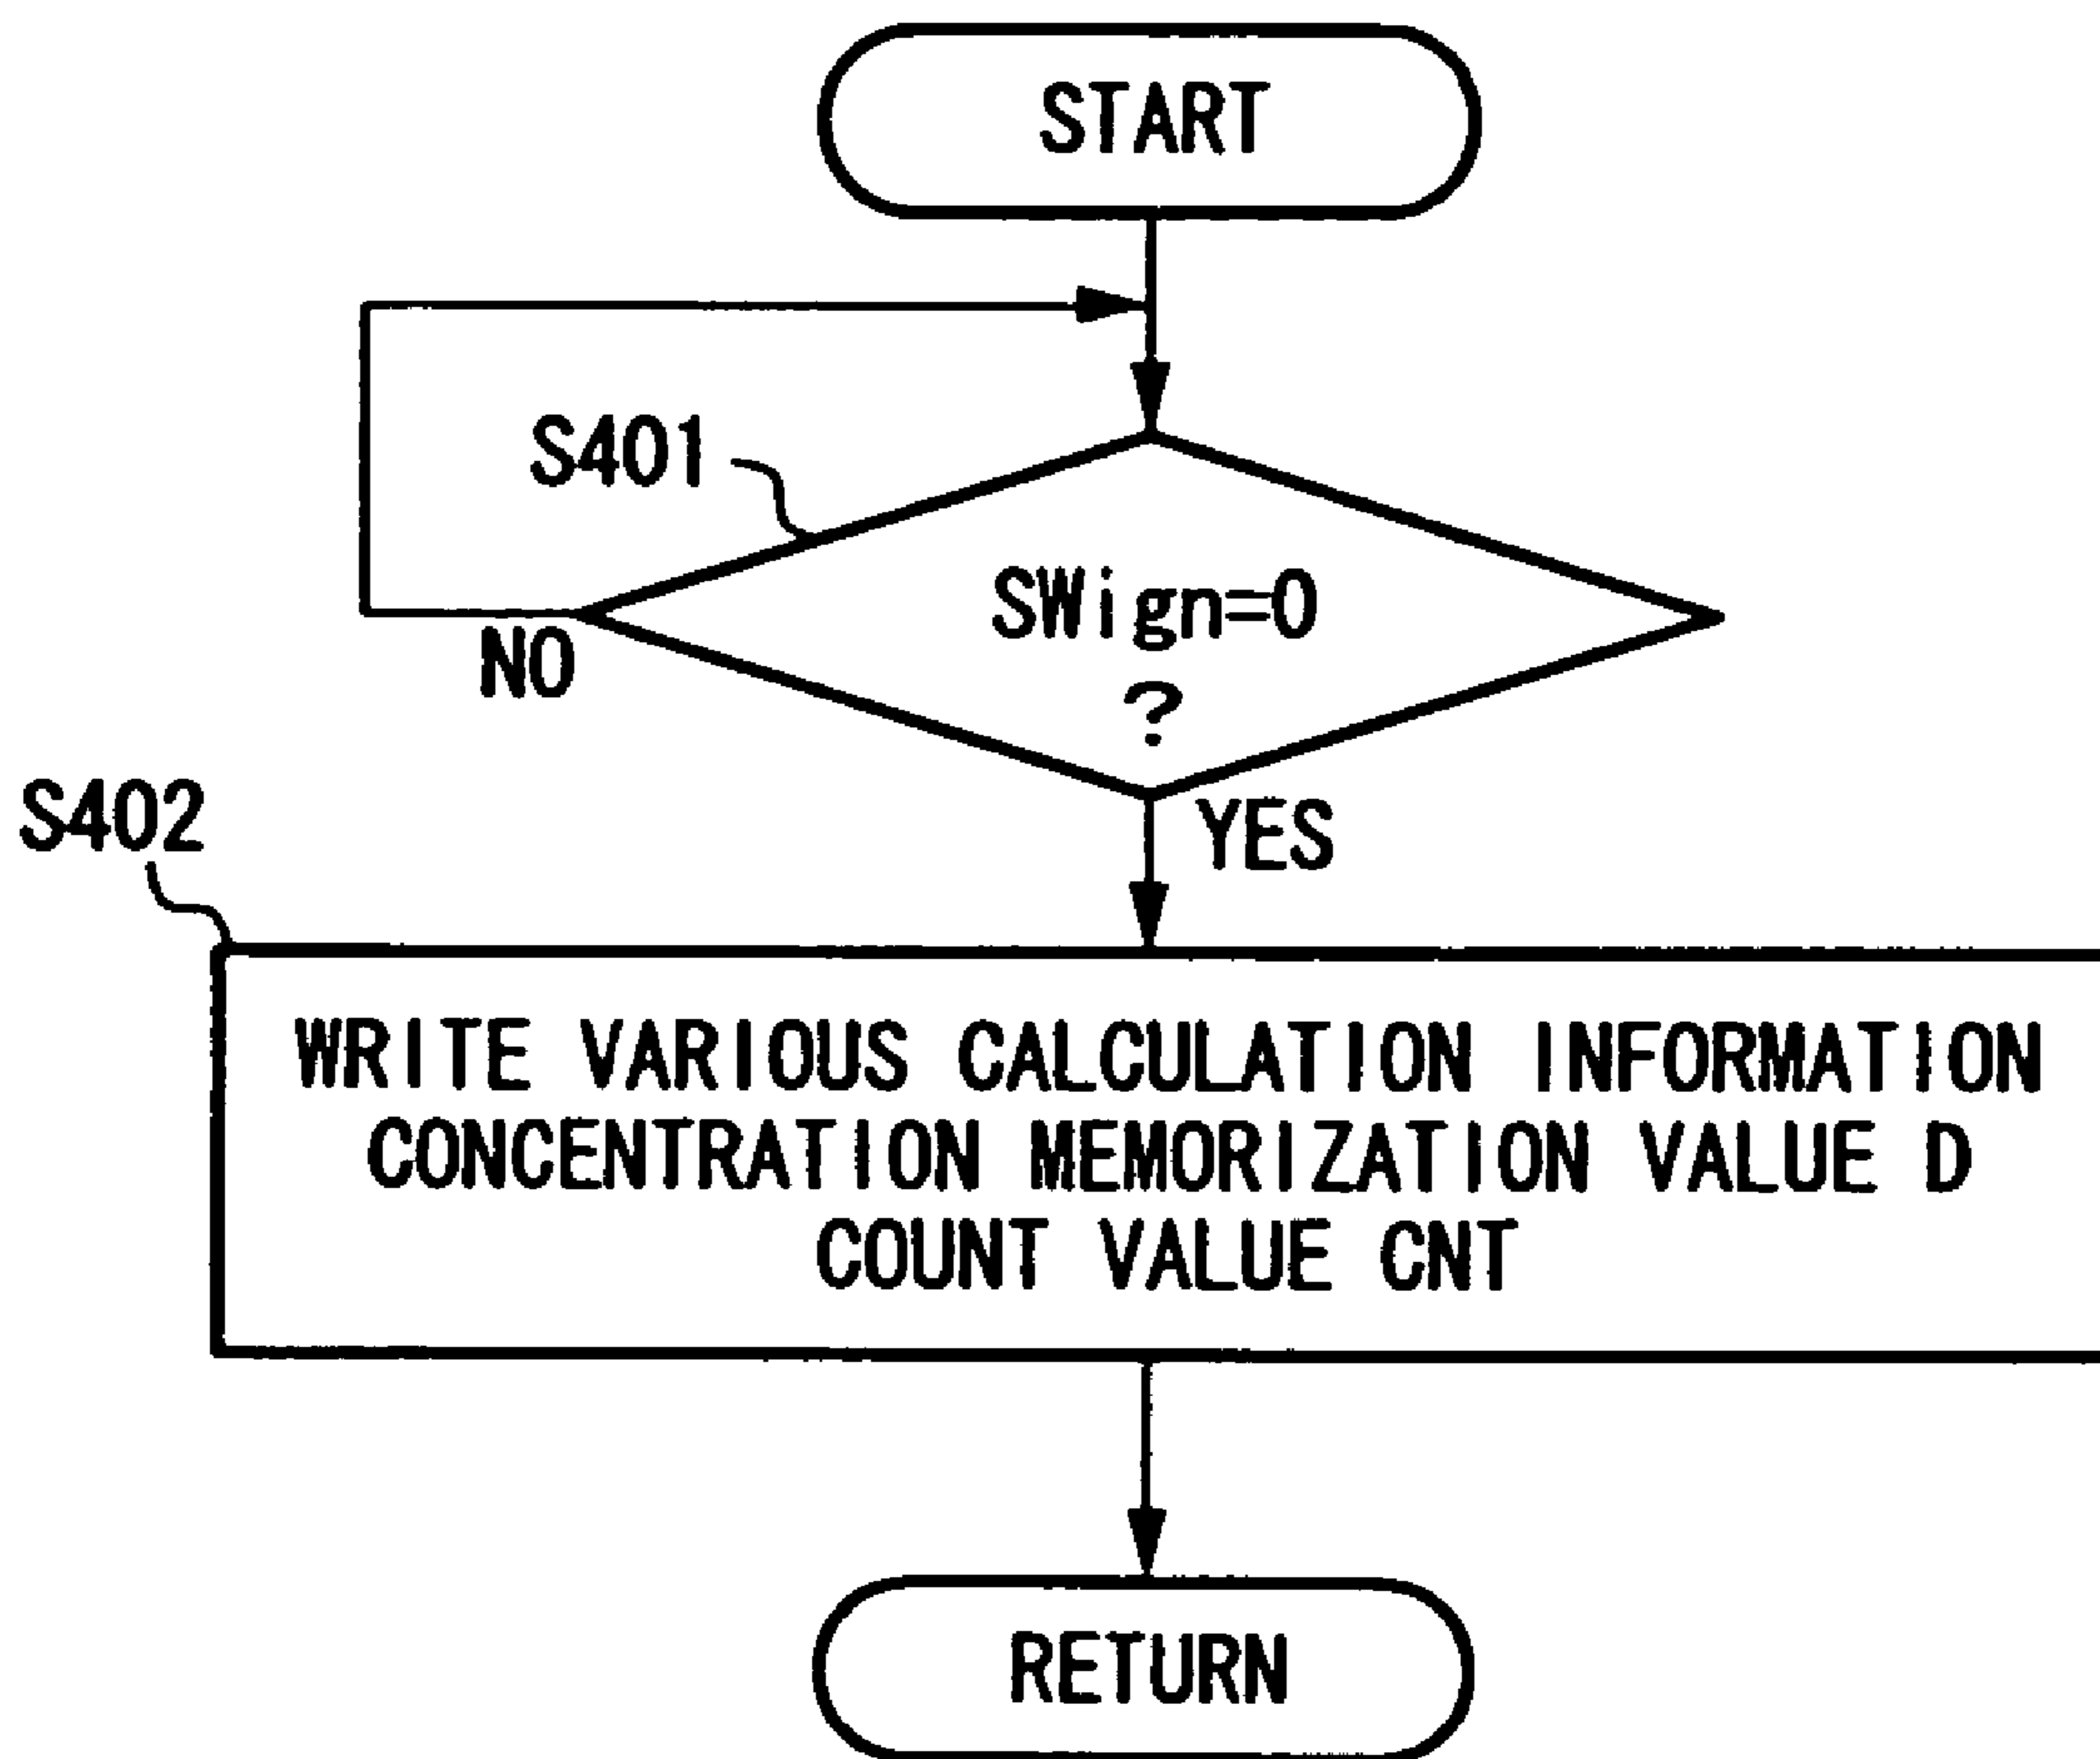 START
S401
SWign=0
?
NO
YES
S402
WRITE VARIOUS CALCULATION INFORMATION
CONCENTRATION MEMORIZATION VALUE D
COUNT VALUE CNT
RETURN